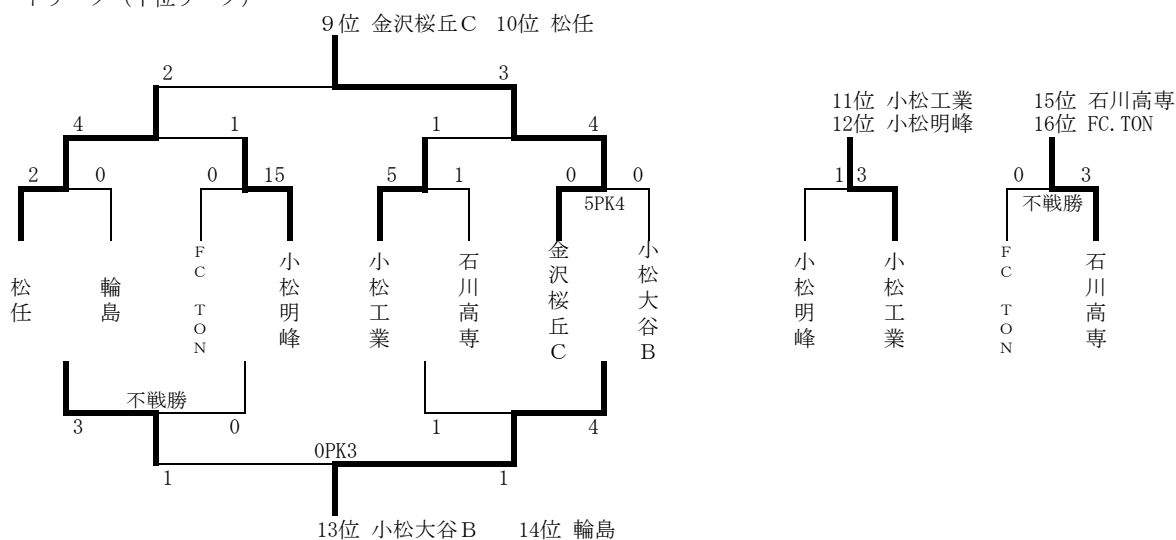 9位 金沢桜丘C 10位 松任
2 3
11位 小松工業 15位 石川高専
12位 小松明峰 16位 FC.TON
4 1 1 4
2 0 0 15 5 1 0 0 1 3 0 3
5PK4 不戦勝
松任
輪島
FC TON
小松明峰
小松工業
石川高専
金沢桜丘C
小松大谷B
小松明峰
小松工業
FC TON
石川高専
不戦勝
3 0 1 4
0PK3
1 1
13位 小松大谷B 14位 輪島